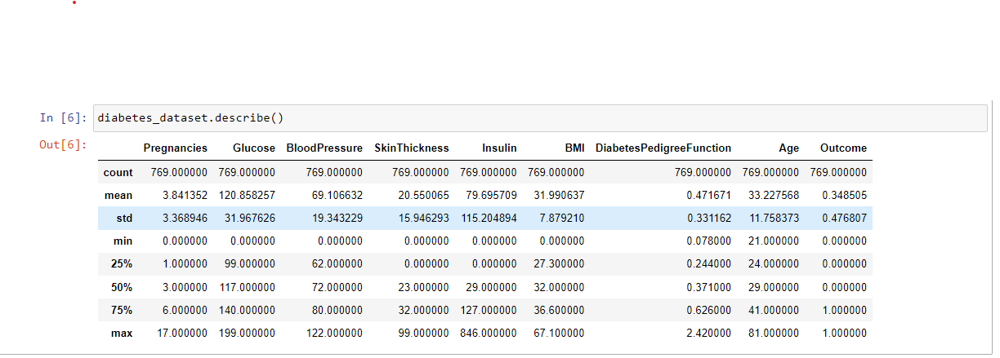 In [6]: diabetes_dataset.describe()
Out[6]:
Pregnancies Glucose BloodPressure SkinThickness Insulin BMI DiabetesPedigreeFunction Age Outcome
count 769.000000 769.000000 769.000000 769.000000 769.000000 769.000000 769.000000 769.000000 769.000000
mean 3.841352 120.858257 69.106632 20.550065 79.695709 31.990637 0.471671 33.227568 0.348505
std 3.368946 31.967626 19.343229 15.946293 115.204894 7.879210 0.331162 11.758373 0.476807
min 0.000000 0.000000 0.000000 0.000000 0.000000 0.000000 0.078000 21.000000 0.000000
25% 1.000000 99.000000 62.000000 0.000000 0.000000 27.300000 0.244000 24.000000 0.000000
50% 3.000000 117.000000 72.000000 23.000000 29.000000 32.000000 0.371000 29.000000 0.000000
75% 6.000000 140.000000 80.000000 32.000000 127.000000 36.600000 0.626000 41.000000 1.000000
max 17.000000 199.000000 122.000000 99.000000 846.000000 67.100000 2.420000 81.000000 1.000000